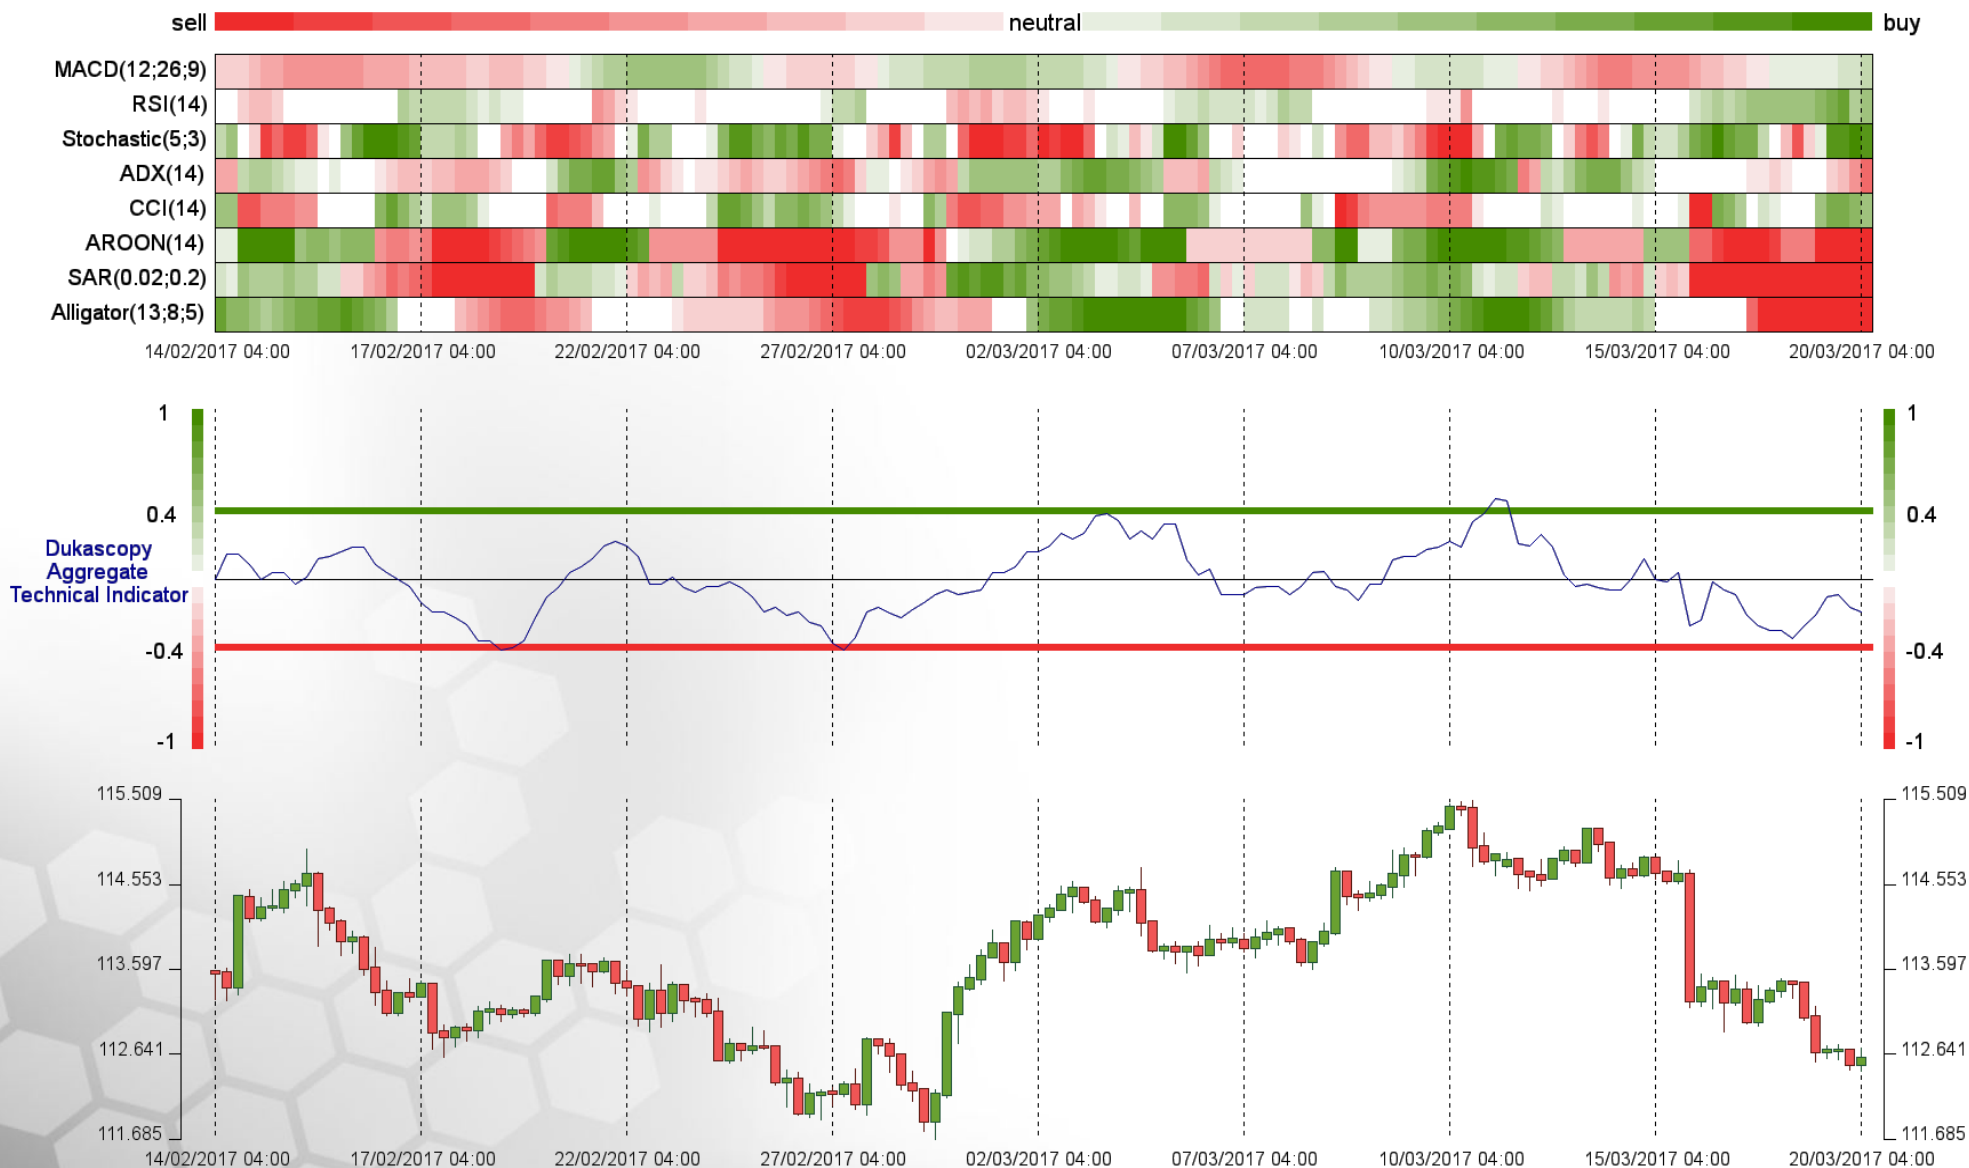 sell neutral buy
MACD(12;26;9)
RSI(14)
Stochastic(5;3)
ADX(14)
CCI(14)
AROON(14)
SAR(0.02;0.2)
Alligator(13;8;5)
14/02/2017 04:00 17/02/2017 04:00 22/02/2017 04:00 27/02/2017 04:00 02/03/2017 04:00 07/03/2017 04:00 10/03/2017 04:00 15/03/2017 04:00 20/03/2017 04:00
1 1
0.4 0.4
Dukascopy
Aggregate
Technical Indicator
-0.4 -0.4
-1 -1
115.509 115.509
114.553 114.553
113.597 113.597
112.641 112.641
111.685 111.685
14/02/2017 04:00 17/02/2017 04:00 22/02/2017 04:00 27/02/2017 04:00 02/03/2017 04:00 07/03/2017 04:00 10/03/2017 04:00 15/03/2017 04:00 20/03/2017 04:00